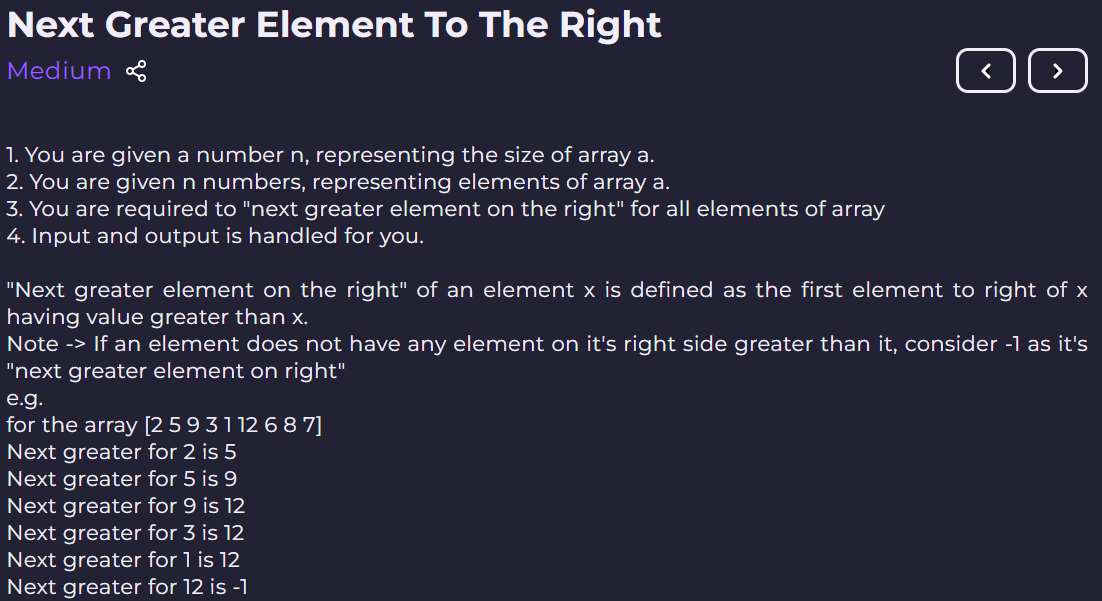 Next Greater Element To The Right
Medium
1. You are given a number n, representing the size of array a.
2. You are given n numbers, representing elements of array a.
3. You are required to "next greater element on the right" for all elements of array
4. Input and output is handled for you.
"Next greater element on the right" of an element x is defined as the first element to right of x
having value greater than x.
Note -> If an element does not have any element on it's right side greater than it, consider -1 as it's
"next greater element on right"
e.g.
for the array [2 5 9 3 1 12 6 8 7]
Next greater for 2 is 5
Next greater for 5 is 9
Next greater for 9 is 12
Next greater for 3 is 12
Next greater for 1 is 12
Next greater for 12 is -1